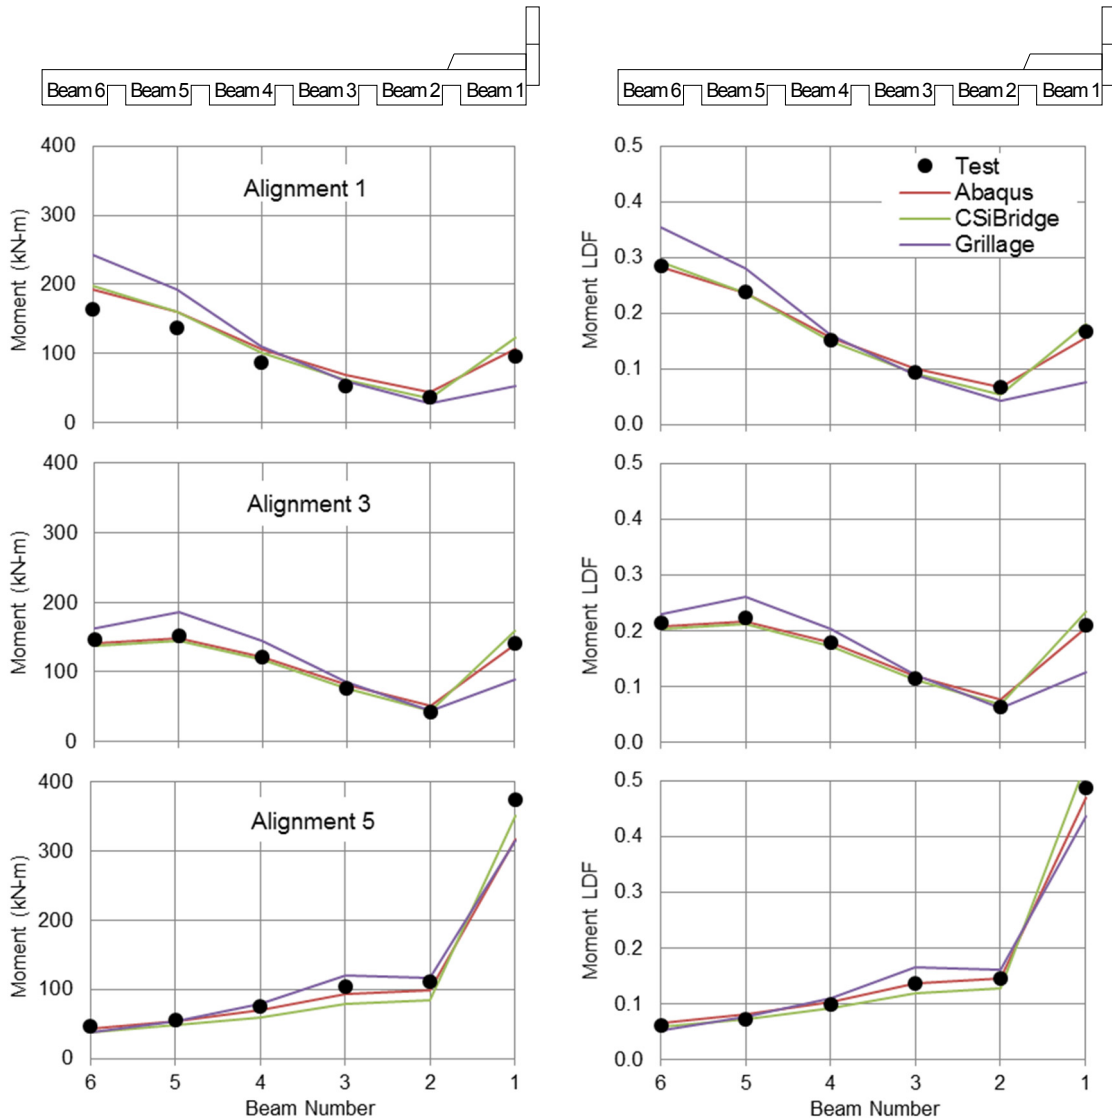 Beam 6 Beam 5 Beam 4 Beam 3 Beam 2 Beam 1
Beam 6 Beam 5 Beam 4 Beam 3 Beam 2 Beam 1
Moment (kN-m)
400
300
200
100
0
Alignment 1
Moment LDF
0.5
0.4
0.3
0.2
0.1
0.0
Test
Abaqus
CSiBridge
Grillage
Moment (kN-m)
400
300
200
100
0
Alignment 3
Moment LDF
0.5
0.4
0.3
0.2
0.1
0.0
Moment (kN-m)
400
300
200
100
0
Alignment 5
6 5 4 3 2 1
Beam Number
Moment LDF
0.5
0.4
0.3
0.2
0.1
0.0
6 5 4 3 2 1
Beam Number